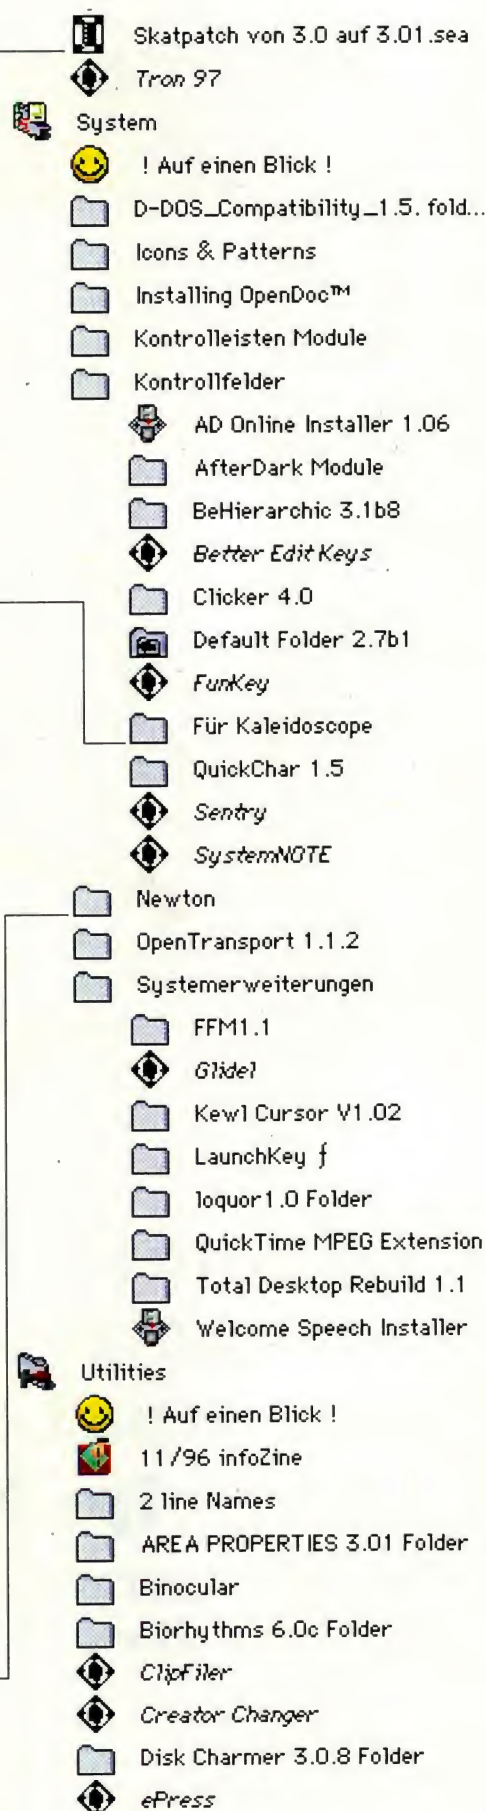 Skatpatch von 3.0 auf 3.01.sea
Tron 97
System
! Auf einen Blick !
D-DOS_Compatibility_1.5. fold...
Icons & Patterns
Installing OpenDoc™
Kontrolleisten Module
Kontrollfelder
AD Online Installer 1.06
AfterDark Module
BeHierarchic 3.1b8
Better Edit Keys
Clicker 4.0
Default Folder 2.7b1
FunKey
Für Kaleidoscope
QuickChar 1.5
Sentry
SystemNOTE
Newton
OpenTransport 1.1.2
Systemerweiterungen
FFM1.1
Glidel
Kewl Cursor V1.02
LaunchKey ƒ
loquor1.0 Folder
QuickTime MPEG Extension
Total Desktop Rebuild 1.1
Welcome Speech Installer
Utilities
! Auf einen Blick !
11/96 infoZine
2 line Names
AREA PROPERTIES 3.01 Folder
Binocular
Biorhythms 6.0c Folder
ClipFiler
Creator Changer
Disk Charmer 3.0.8 Folder
ePress